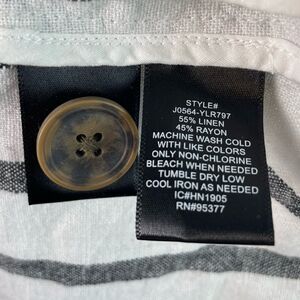 STYLE#
J0564-YLR797
55% LINEN
45% RAYON
MACHINE WASH COLD
WITH LIKE COLORS
ONLY NON-CHLORINE
BLEACH WHEN NEEDED
TUMBLE DRY LOW
COOL IRON AS NEEDED
IC#HN1905
RN#95377